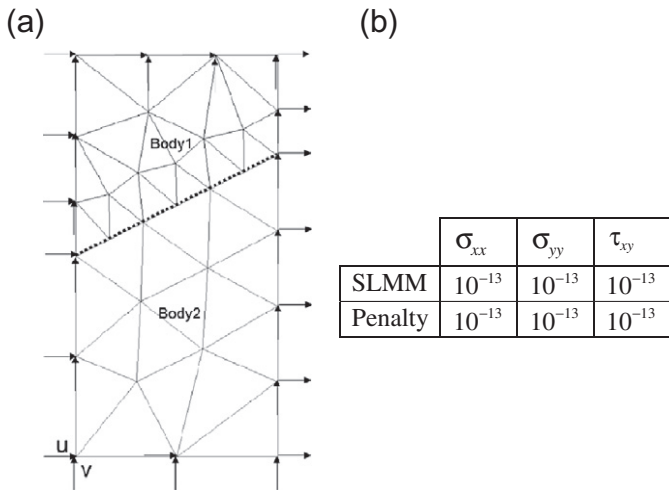 (a)
(b)
Body1
Body2
u
v
σxx σyy τxy
SLMM 10⁻¹³ 10⁻¹³ 10⁻¹³
Penalty 10⁻¹³ 10⁻¹³ 10⁻¹³